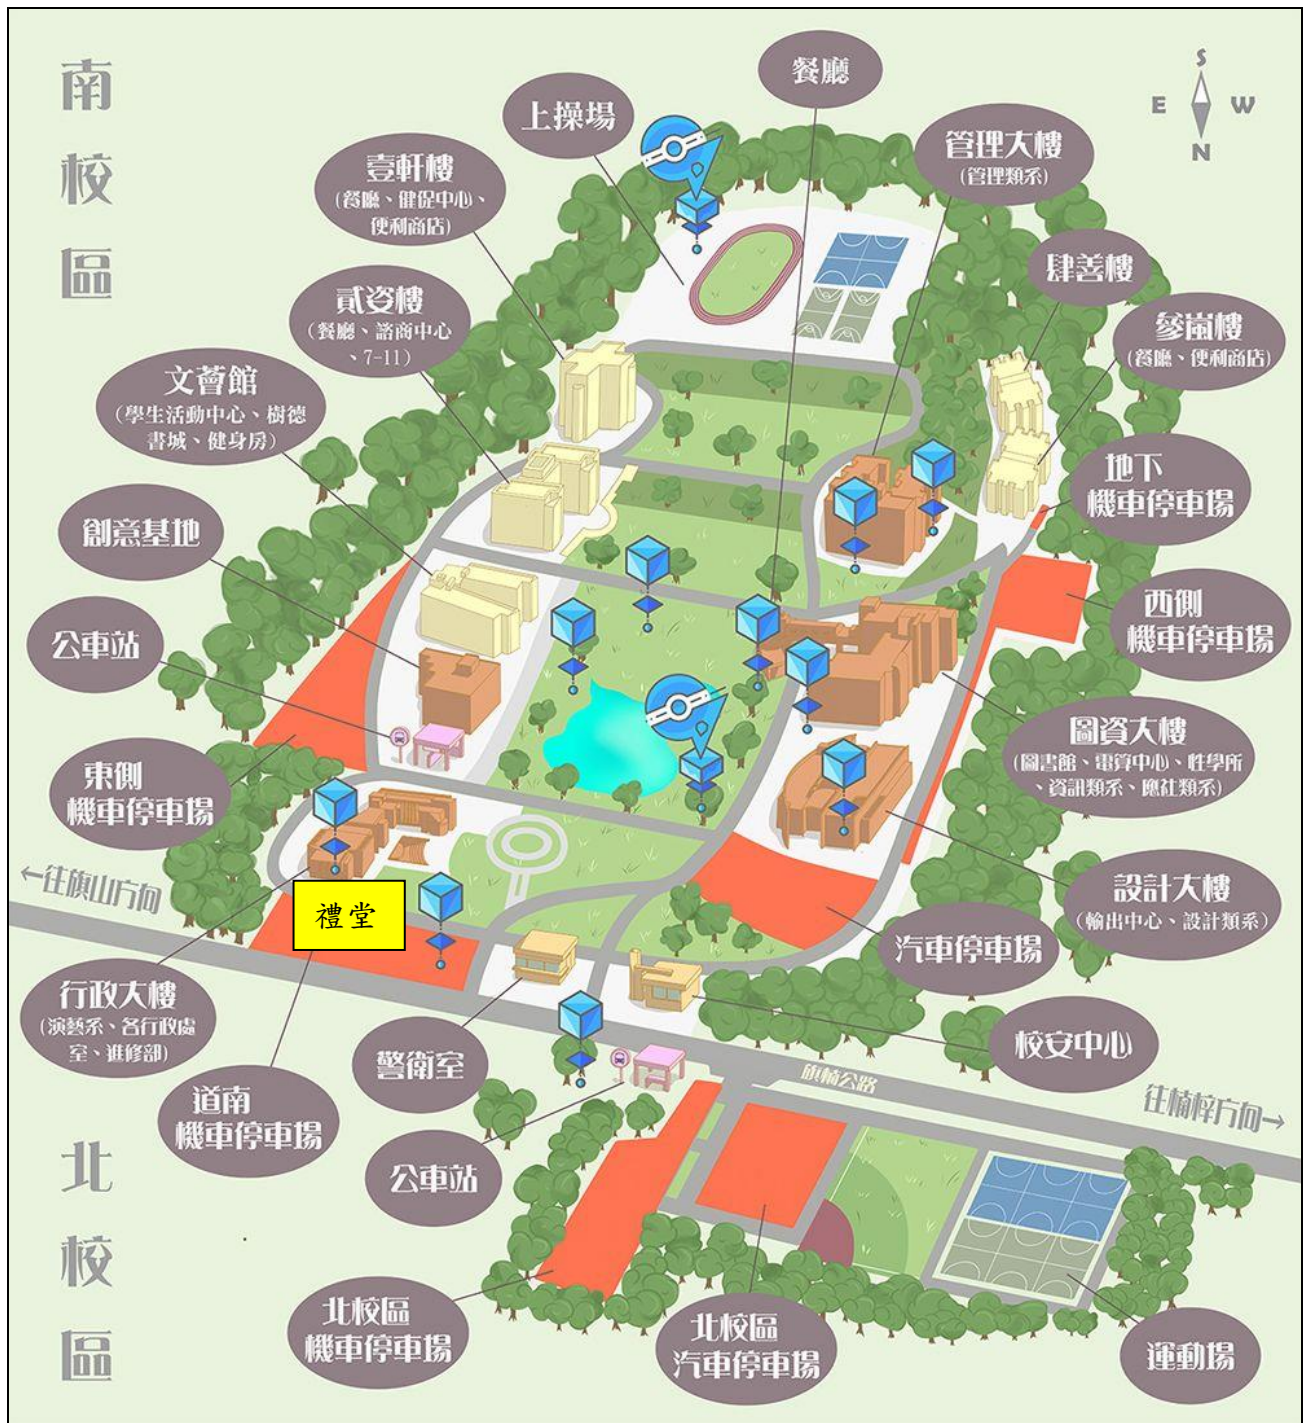 南
校
區
餐廳
S
E W
N
上操場
管理大樓
(管理類系)
壹軒樓
(餐廳、健促中心、
便利商店)
肆善樓
貳姿樓
(餐廳、諮商中心
、7-11)
參嵐樓
(餐廳、便利商店)
文薈館
(學生活動中心、樹德
書城、健身房)
地下
機車停車場
創意基地
西側
機車停車場
公車站
圖資大樓
(圖書館、電算中心、性學所
、資訊類系、應社類系)
東側
機車停車場
←往旗山方向
禮堂
設計大樓
(輸出中心、設計類系)
汽車停車場
行政大樓
(演藝系、各行政處
室、進修部)
警衛室
校安中心
旗楠公路
往楠梓方向→
道南
機車停車場
公車站
北
校
區
北校區
機車停車場
北校區
汽車停車場
運動場